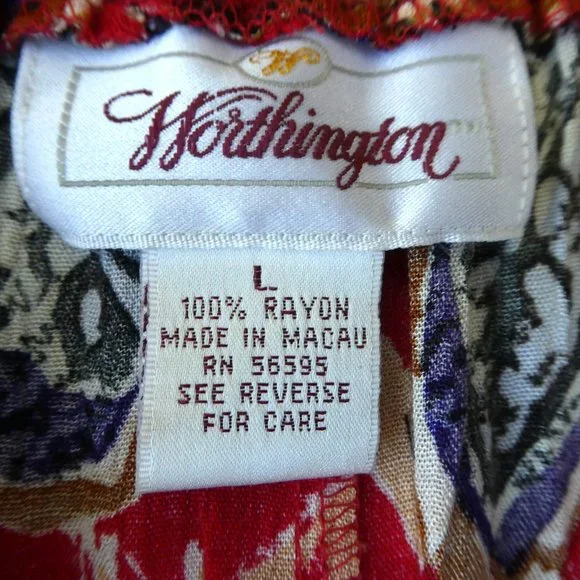 W
Worthington
L
100% RAYON
MADE IN MACAU
RN 56595
SEE REVERSE
FOR CARE